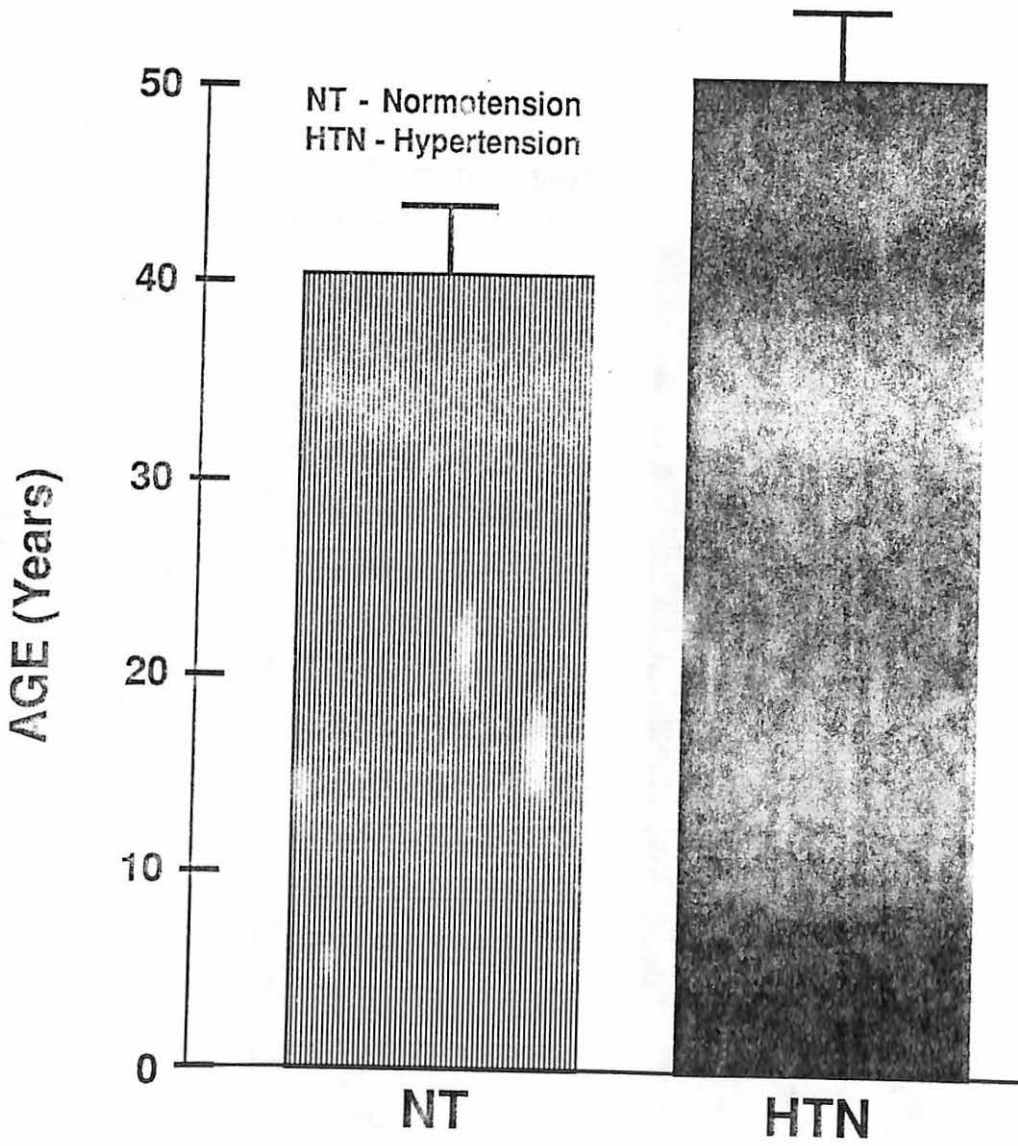 50
NT - Normotension
HTN - Hypertension
40
30
AGE (Years)
20
10
0
NT
HTN